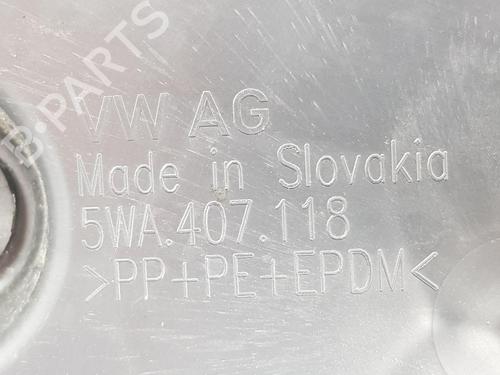 B-PARTS
VW AG
Made in Slovakia
5WA.407.118
>PP+PE+EPDM<